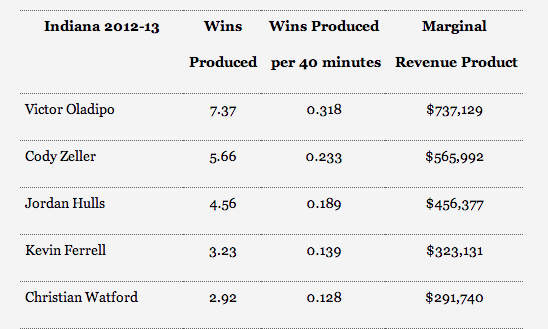 Indiana 2012-13 Wins Wins Produced Marginal
Produced per 40 minutes Revenue Product
Victor Oladipo 7.37 0.318 $737,129
Cody Zeller 5.66 0.233 $565,992
Jordan Hulls 4.56 0.189 $456,377
Kevin Ferrell 3.23 0.139 $323,131
Christian Watford 2.92 0.128 $291,740